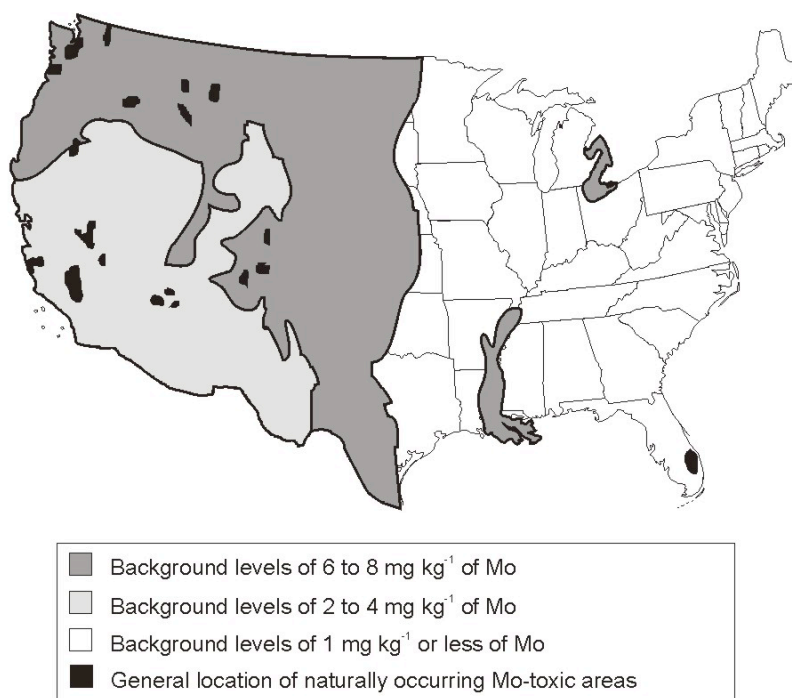 Background levels of 6 to 8 mg kg⁻¹ of Mo
Background levels of 2 to 4 mg kg⁻¹ of Mo
Background levels of 1 mg kg⁻¹ or less of Mo
General location of naturally occurring Mo-toxic areas